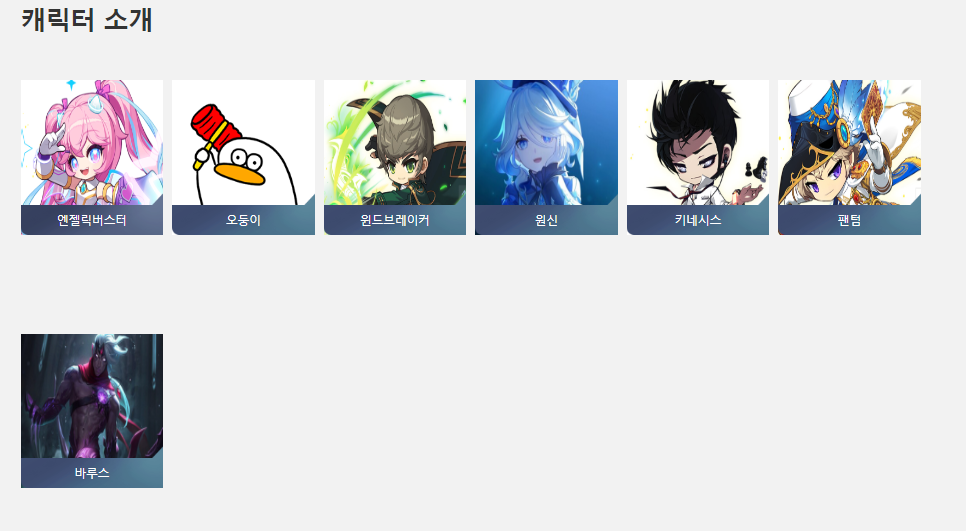 캐릭터 소개
엔젤릭버스터
오둥이
윈드브레이커
원신
키네시스
팬텀
바루스